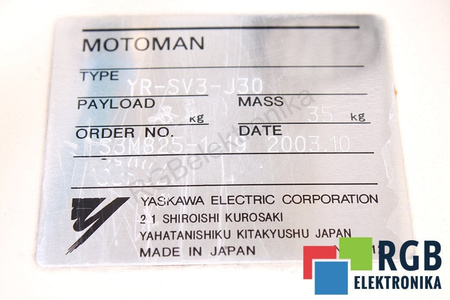 MOTOMAN
TYPE YR-SV3-J30
PAYLOAD kg MASS 35 kg
ORDER NO. DATE
2003.10
YASKAWA ELECTRIC CORPORATION
2 1 SHIROISHI KUROSAKI
YAHATANISHIKU KITAKYUSHU JAPAN
MADE IN JAPAN
RGBelektronika
RGB
ELEKTRONIKA